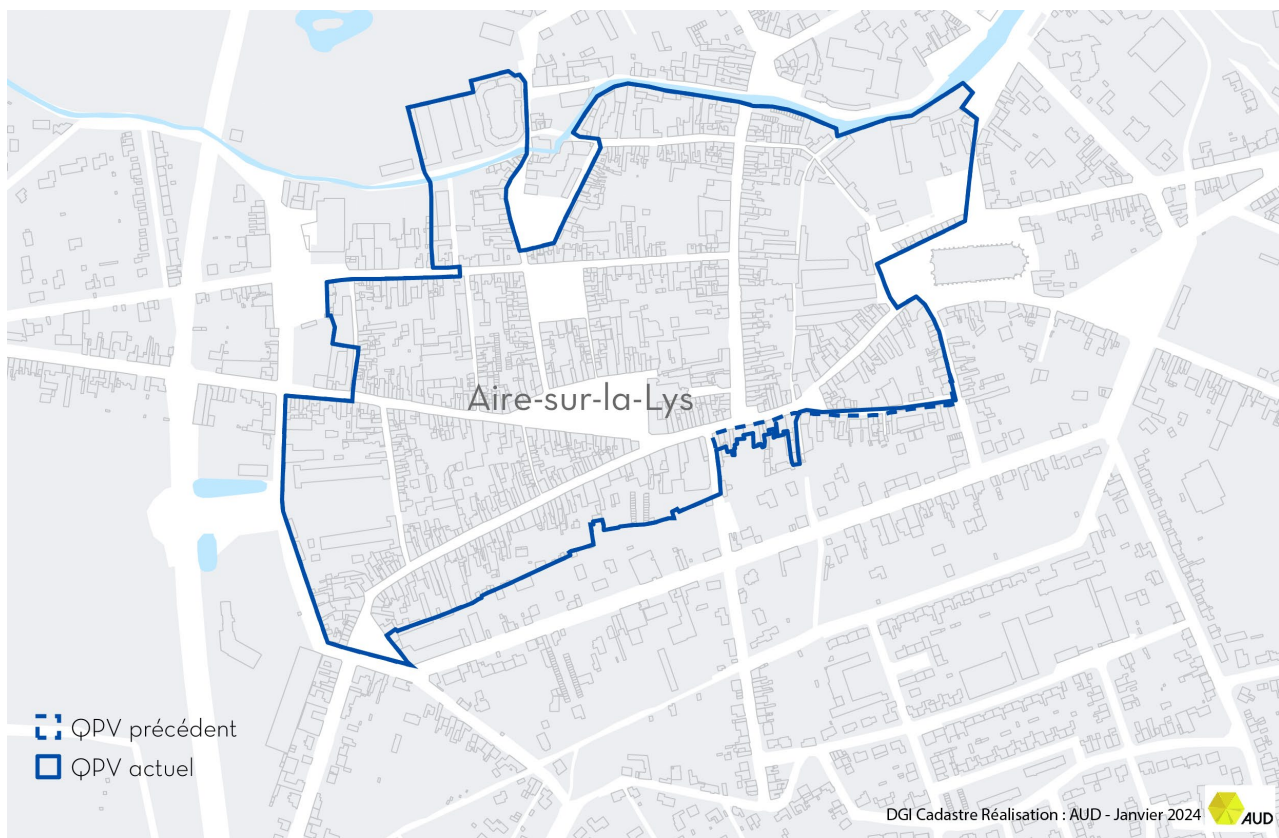 Aire-sur-la-Lys
QPV précédent
QPV actuel
DGI Cadastre Réalisation : AUD - Janvier 2024
AUD